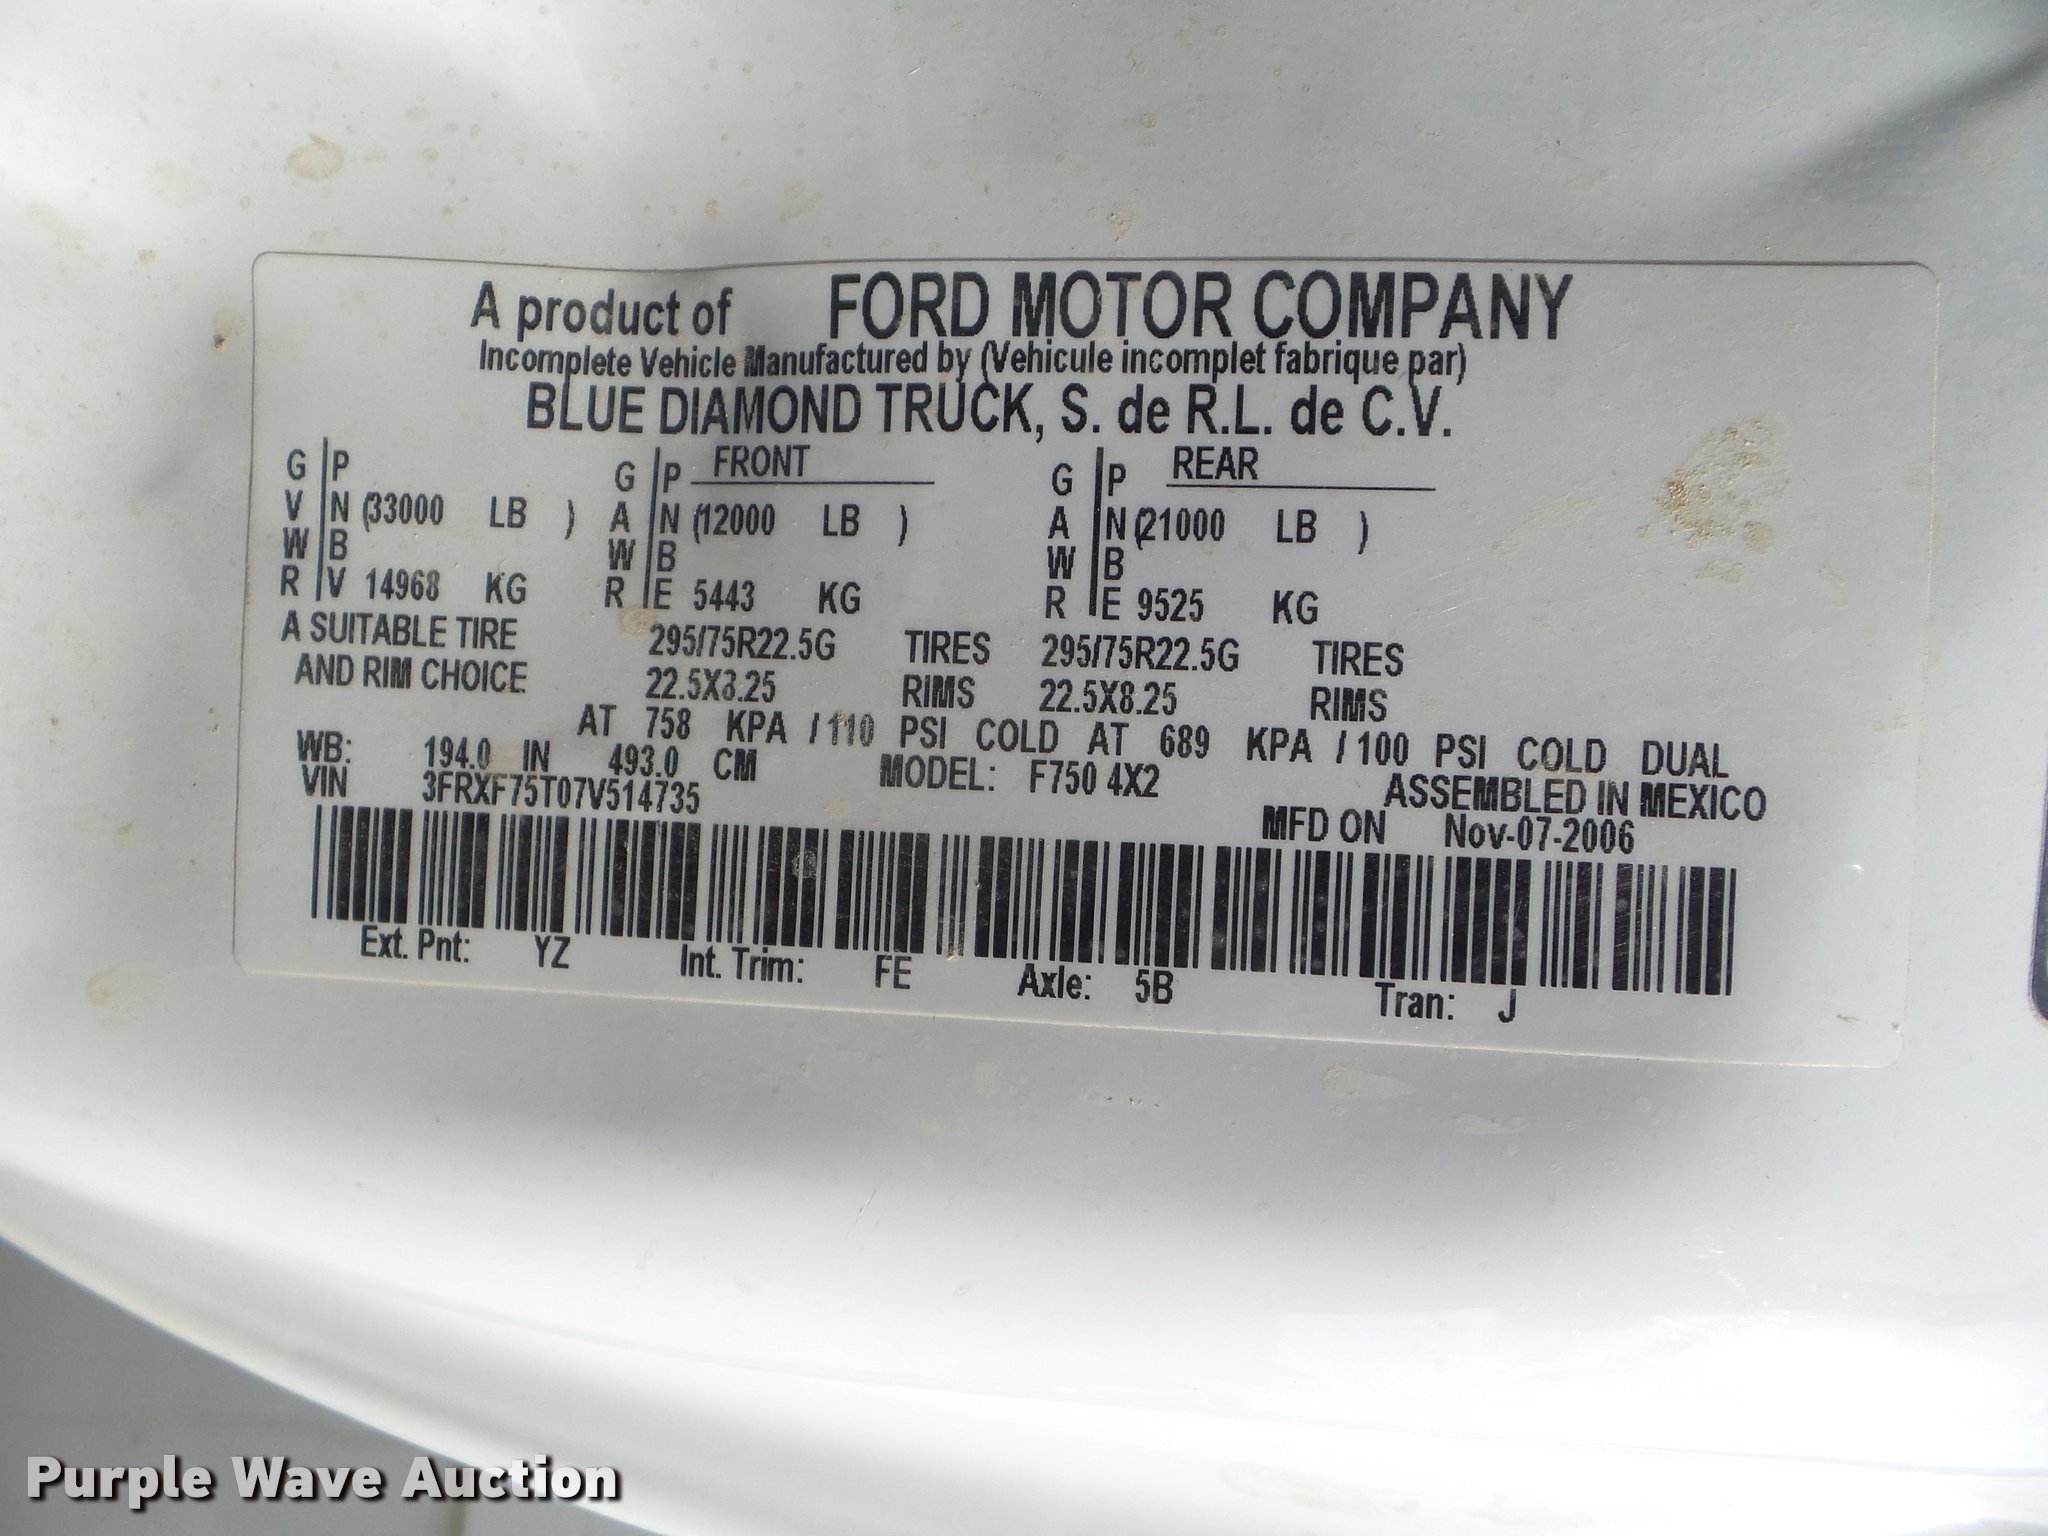 A product of FORD MOTOR COMPANY
Incomplete Vehicle Manufactured by (Vehicule incomplet fabrique par)
BLUE DIAMOND TRUCK, S. de R.L. de C.V.
G P G P FRONT G P REAR
V N (33000 LB ) A N (12000 LB ) A N (21000 LB )
W B W B W B
R V 14968 KG R E 5443 KG R E 9525 KG
A SUITABLE TIRE 295/75R22.5G TIRES 295/75R22.5G TIRES
AND RIM CHOICE 22.5X8.25 RIMS 22.5X8.25 RIMS
AT 758 KPA / 110 PSI COLD AT 689 KPA / 100 PSI COLD DUAL
WB: 194.0 IN 493.0 CM MODEL: F750 4X2 ASSEMBLED IN MEXICO
VIN 3FRXF75T07V514735 MFD ON Nov-07-2006
Ext. Pnt: YZ Int. Trim: FE Axle: 5B Tran: J
Purple Wave Auction